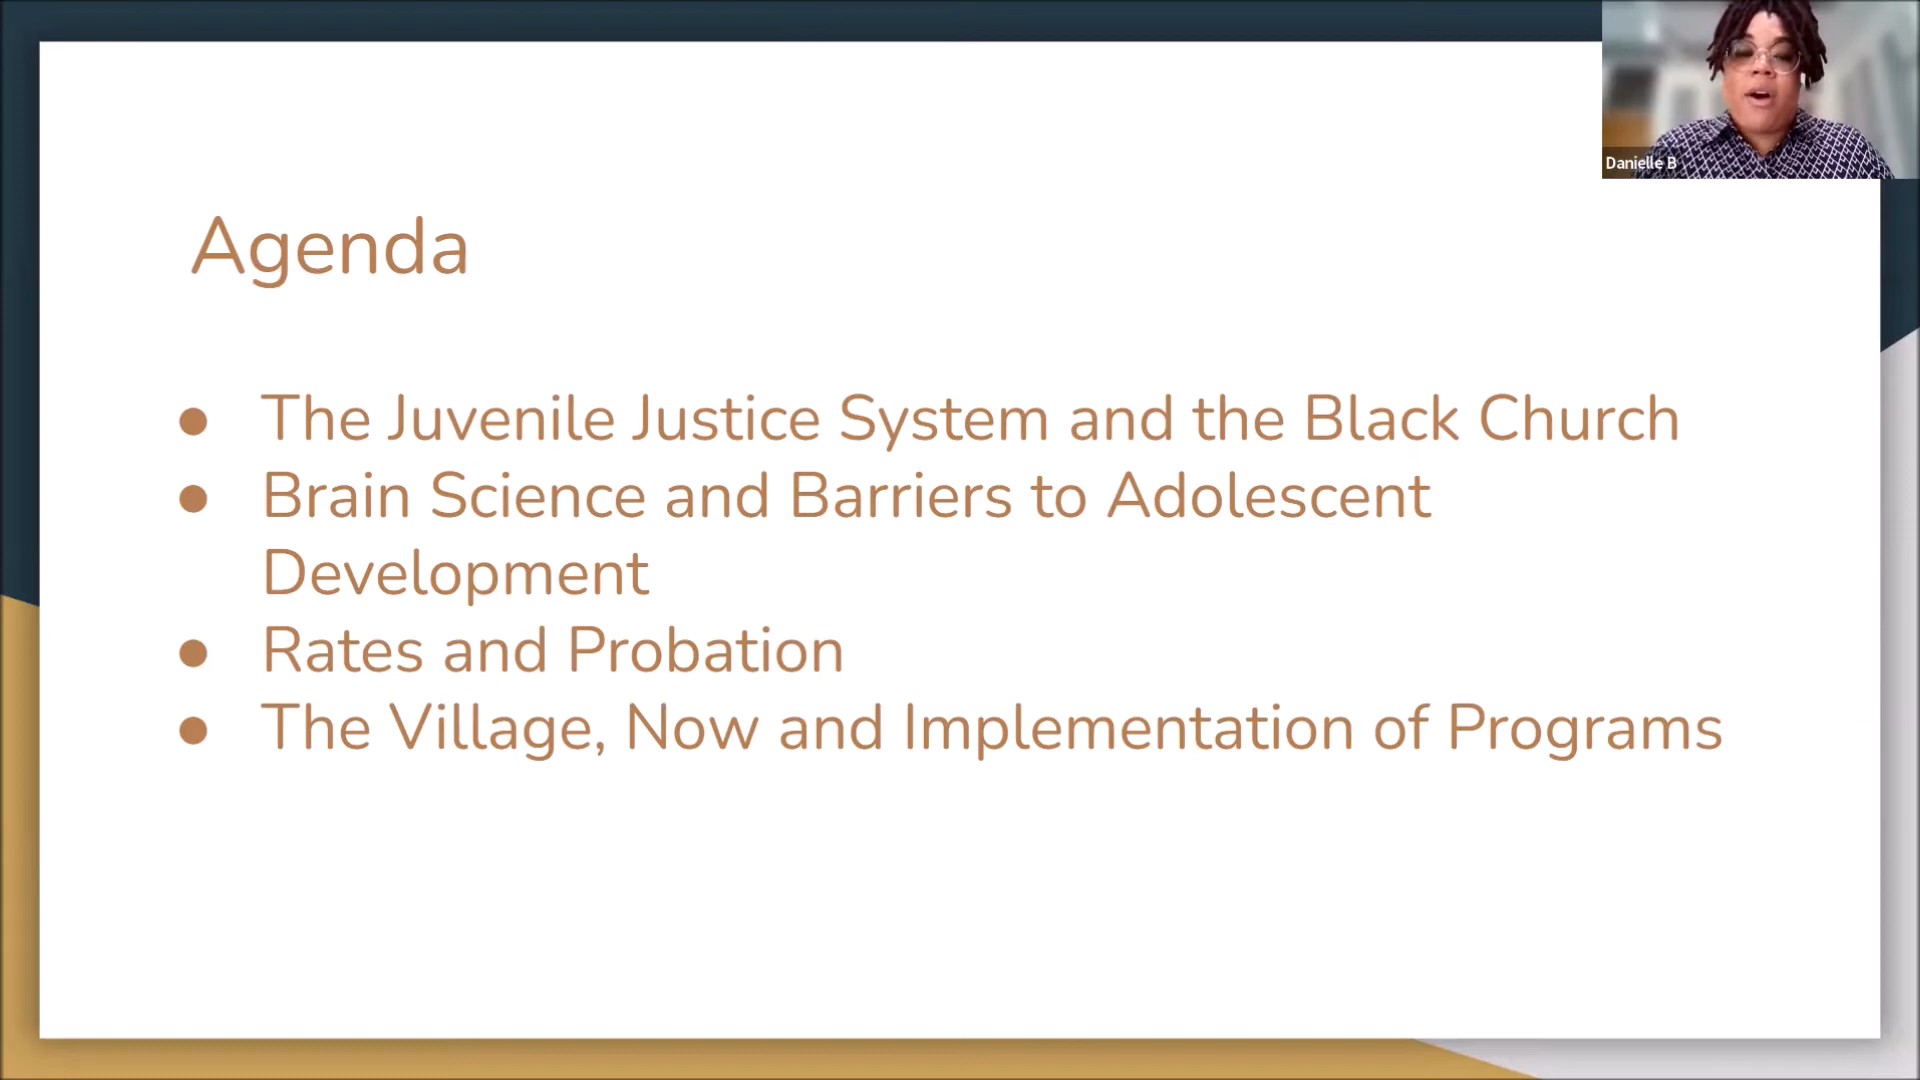 Danielle B
Agenda
● The Juvenile Justice System and the Black Church
● Brain Science and Barriers to Adolescent
Development
● Rates and Probation
● The Village, Now and Implementation of Programs